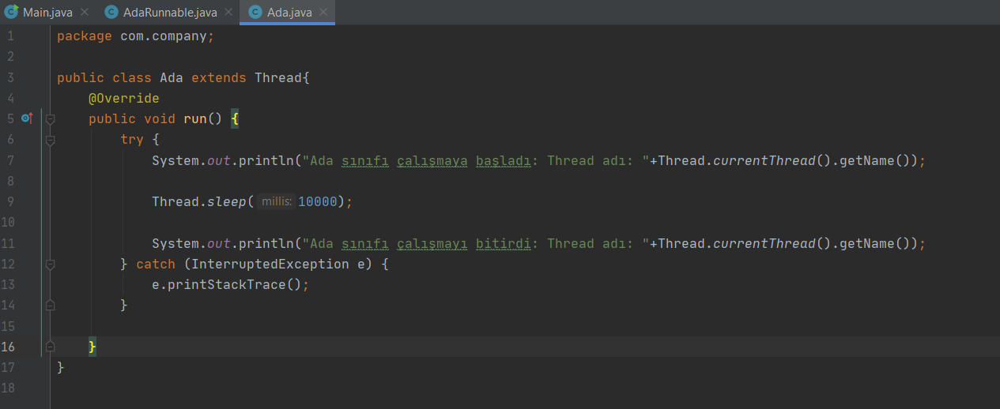 Main.java AdaRunnable.java Ada.java
1 package com.company;
2
3 public class Ada extends Thread{
4 @Override
5 public void run() {
6 try {
7 System.out.println("Ada sınıfı çalışmaya başladı: Thread adı: "+Thread.currentThread().getName());
8
9 Thread.sleep( millis: 10000);
10
11 System.out.println("Ada sınıfı çalışmayı bitirdi: Thread adı: "+Thread.currentThread().getName());
12 } catch (InterruptedException e) {
13 e.printStackTrace();
14 }
15
16 }
17 }
18